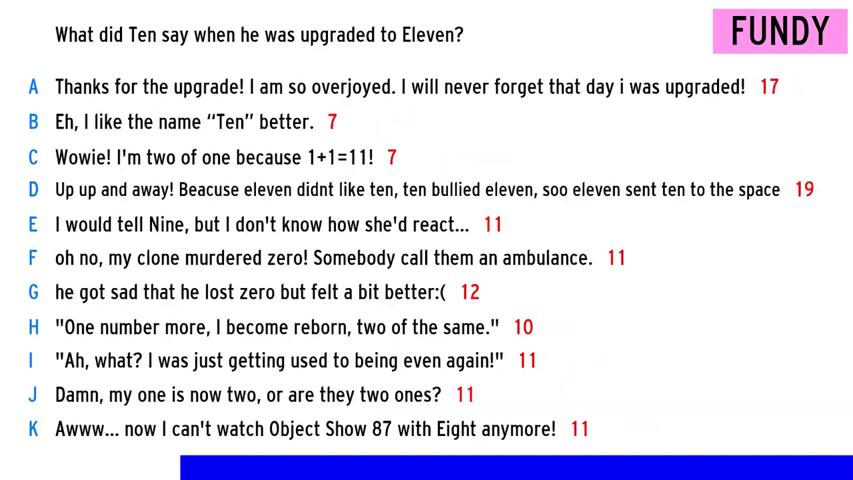 What did Ten say when he was upgraded to Eleven?
FUNDY
A Thanks for the upgrade! I am so overjoyed. I will never forget that day i was upgraded! 17
B Eh, I like the name “Ten” better. 7
C Wowie! I'm two of one because 1+1=11! 7
D Up up and away! Beacuse eleven didnt like ten, ten bullied eleven, soo eleven sent ten to the space 19
E I would tell Nine, but I don't know how she'd react... 11
F oh no, my clone murdered zero! Somebody call them an ambulance. 11
G he got sad that he lost zero but felt a bit better:( 12
H "One number more, I become reborn, two of the same." 10
I "Ah, what? I was just getting used to being even again!" 11
J Damn, my one is now two, or are they two ones? 11
K Awww... now I can't watch Object Show 87 with Eight anymore! 11